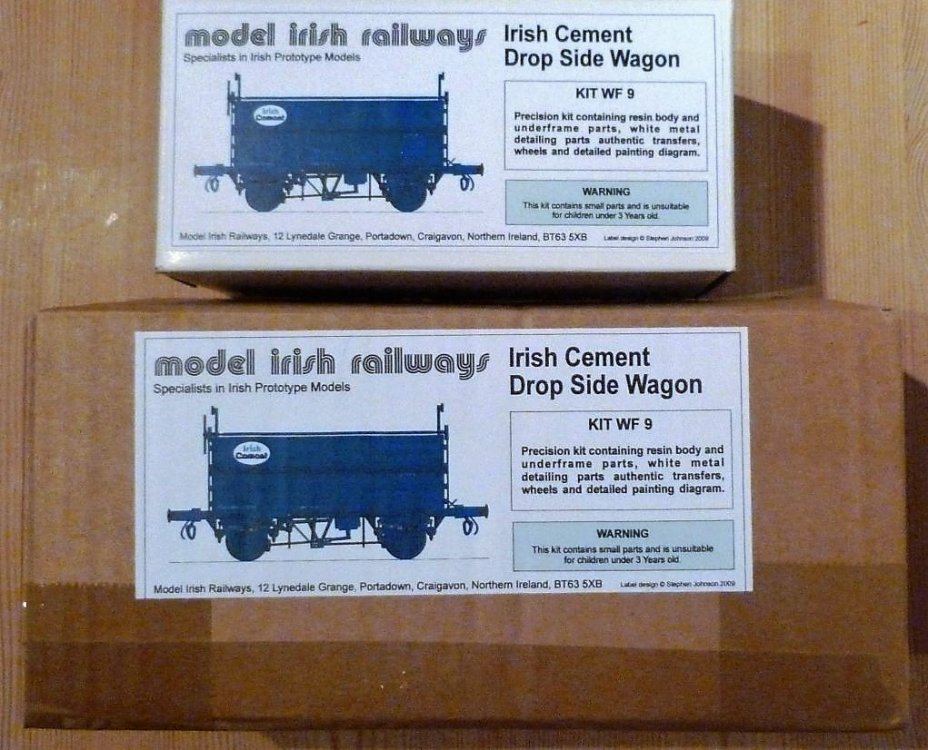 model irish railways
Specialists in Irish Prototype Models
Irish Cement
Drop Side Wagon
KIT WF 9
Precision kit containing resin body and
underframe parts, white metal
detailing parts authentic transfers,
wheels and detailed painting diagram.
Irish
Cement
WARNING
This kit contains small parts and is unsuitable
for children under 3 Years old.
Model Irish Railways, 12 Lynedale Grange, Portadown, Craigavon, Northern Ireland, BT63 5XB
Label design © Stephen Johnson 2009
model irish railways
Specialists in Irish Prototype Models
Irish Cement
Drop Side Wagon
KIT WF 9
Precision kit containing resin body and
underframe parts, white metal
detailing parts authentic transfers,
wheels and detailed painting diagram.
Irish
Cement
WARNING
This kit contains small parts and is unsuitable
for children under 3 Years old.
Model Irish Railways, 12 Lynedale Grange, Portadown, Craigavon, Northern Ireland, BT63 5XB
Label design © Stephen Johnson 2009